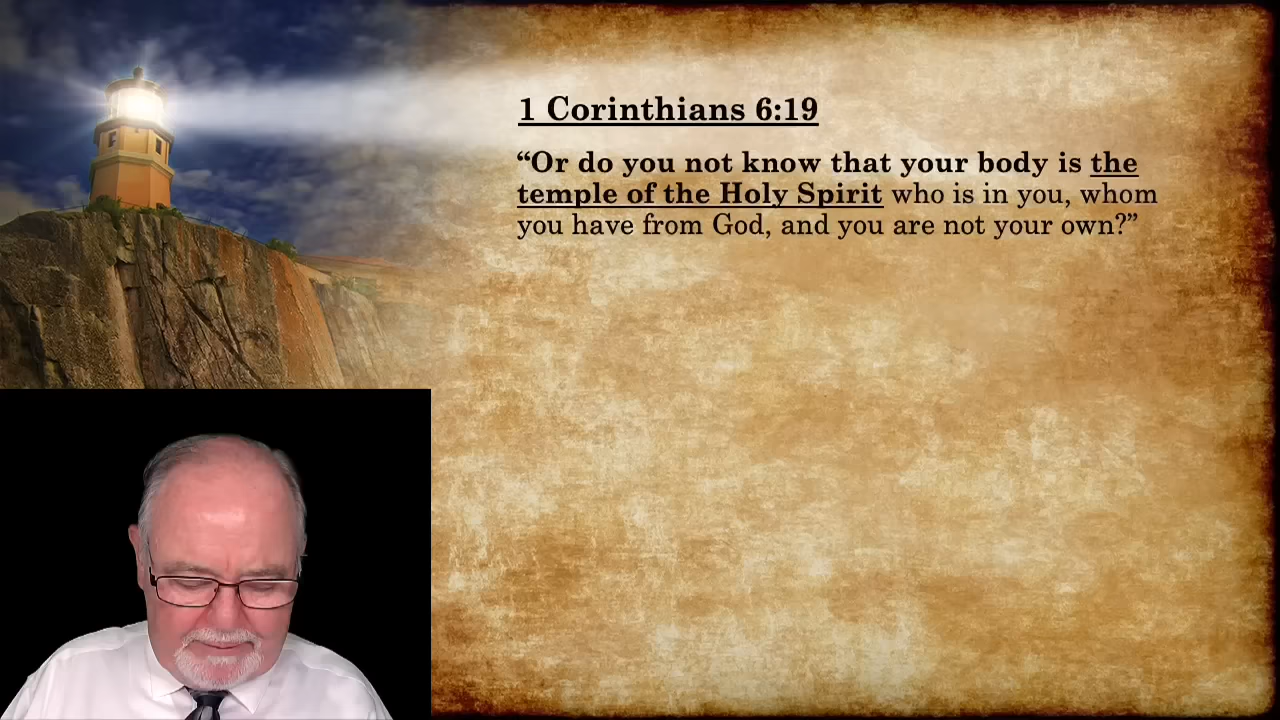 1 Corinthians 6:19
“Or do you not know that your body is the
temple of the Holy Spirit who is in you, whom
you have from God, and you are not your own?”